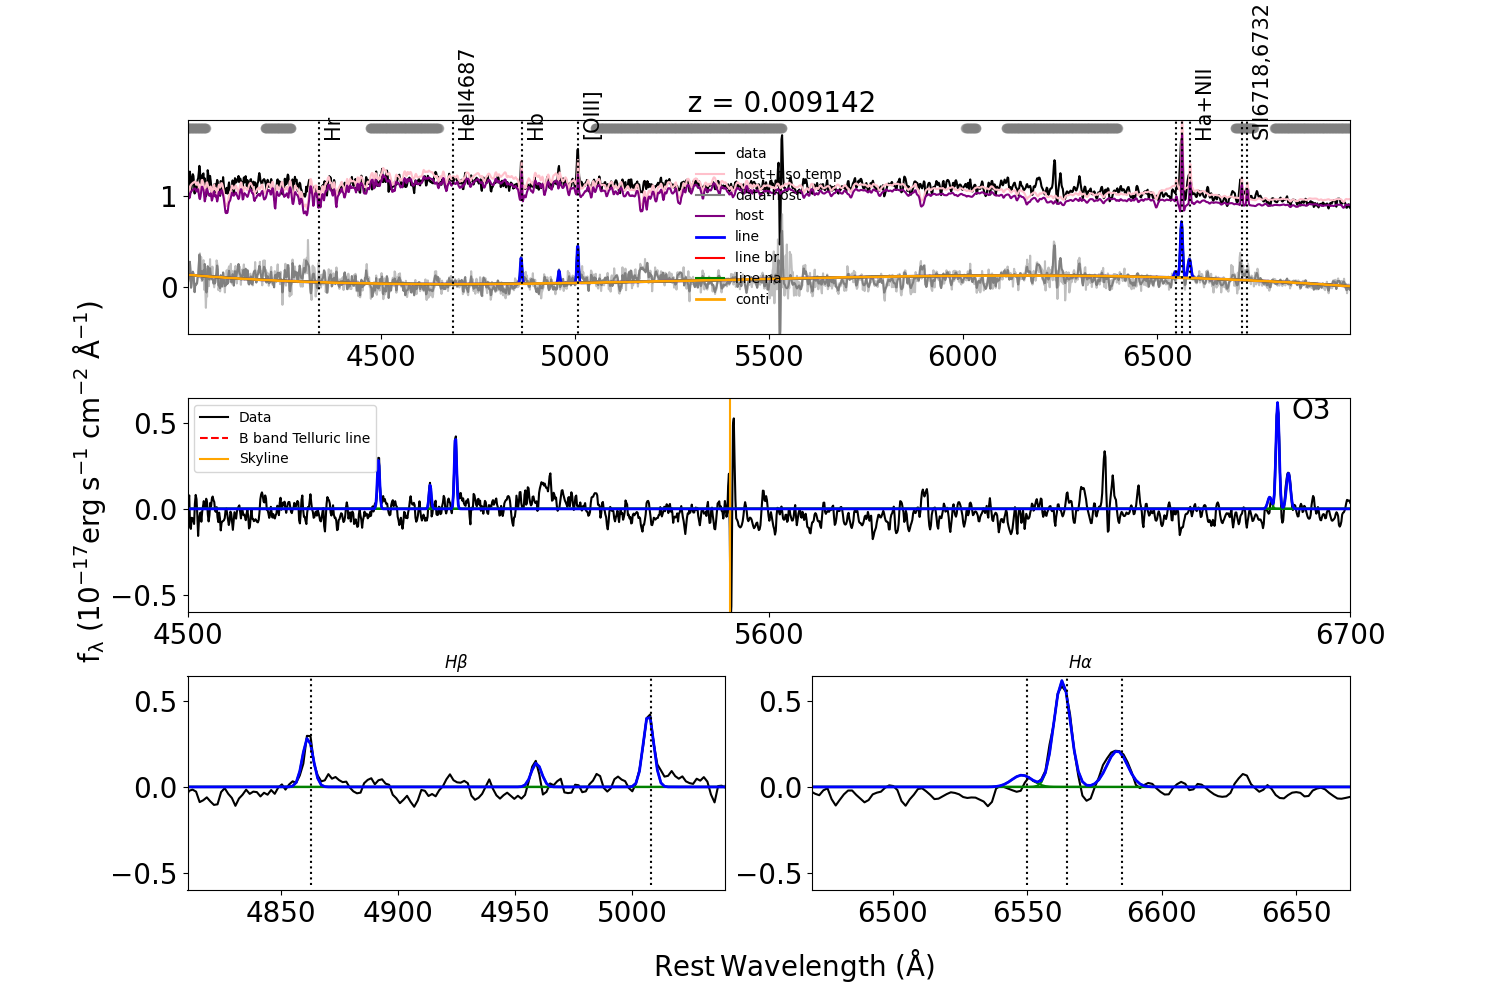 z = 0.009142
Hr
HeII4687
Hb
[OIII]
Ha+NII
SII6718,6732
data
host+qso temp
data-host
host
line
line br
line na
conti
1
0
4500 5000 5500 6000 6500
fλ (10−17erg s−1 cm−2 Å−1)
Data
B band Telluric line
Skyline
O3
0.5
0.0
−0.5
4500 5600 6700
Hβ
0.5
0.0
−0.5
4850 4900 4950 5000
Hα
0.5
0.0
−0.5
6500 6550 6600 6650
Rest Wavelength (Å)